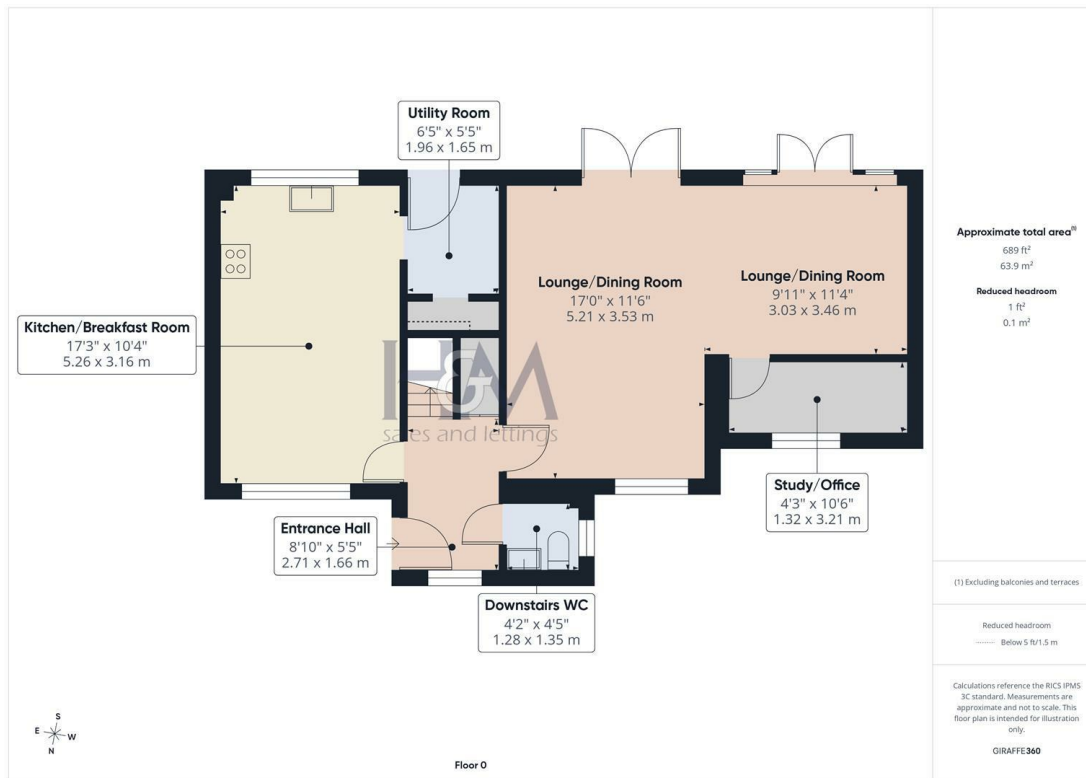 Utility Room
6'5" x 5'5"
1.96 x 1.65 m
Lounge/Dining Room
17'0" x 11'6"
5.21 x 3.53 m
Lounge/Dining Room
9'11" x 11'4"
3.03 x 3.46 m
Kitchen/Breakfast Room
17'3" x 10'4"
5.26 x 3.16 m
H&M
sales and lettings
Study/Office
4'3" x 10'6"
1.32 x 3.21 m
Entrance Hall
8'10" x 5'5"
2.71 x 1.66 m
Downstairs WC
4'2" x 4'5"
1.28 x 1.35 m
S
E W
N
Floor 0
Approximate total area(1)
689 ft²
63.9 m²
Reduced headroom
1 ft²
0.1 m²
(1) Excluding balconies and terraces
Reduced headroom
Below 5 ft/1.5 m
Calculations reference the RICS IPMS
3C standard. Measurements are
approximate and not to scale. This
floor plan is intended for illustration
only.
GIRAFFE360